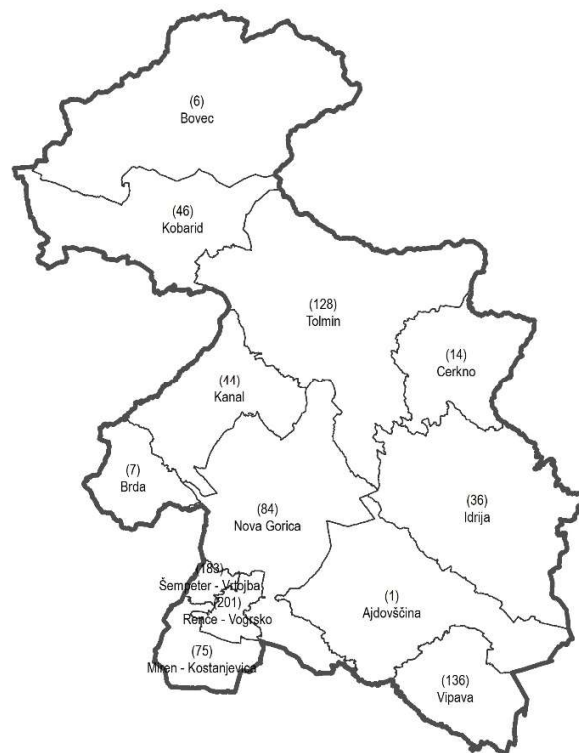 (6)
Bovec
(46)
Kobarid
(128)
Tolmin
(14)
Cerkno
(44)
Kanal
(7)
Brda
(36)
Idrija
(84)
Nova Gorica
(183)
Šempeter - Vrtojba
(201)
Rence - Vogrsko
(1)
Ajdovščina
(75)
Miren - Kostanjevica
(136)
Vipava